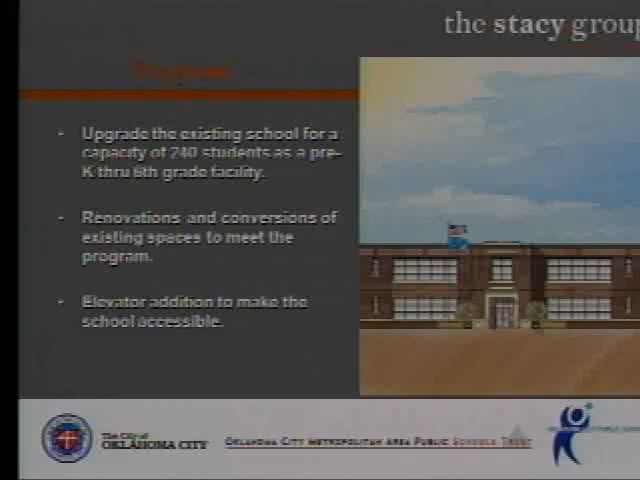 the stacy group
Program
Upgrade the existing school for a
capacity of 240 students as a pre-
K thru 6th grade facility.
Renovations and conversions of
existing spaces to meet the
program.
Elevator addition to make the
school accessible.
The City of
OKLAHOMA CITY
OKLAHOMA CITY METROPOLITAN AREA PUBLIC SCHOOLS TRUST